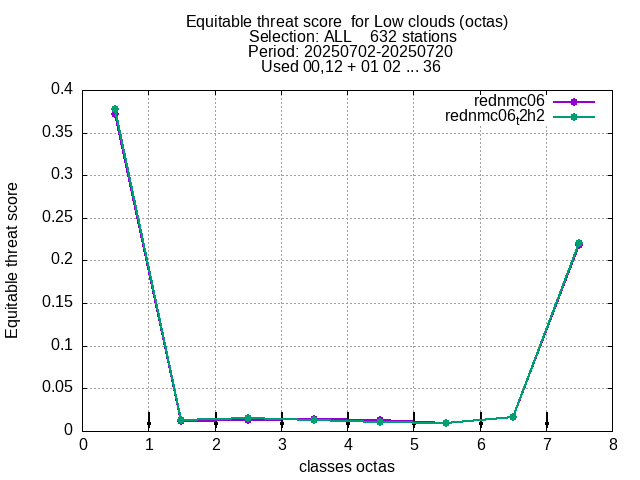 Equitable threat score  for Low clouds (octas)
Selection: ALL    632 stations
Period: 20250702-20250720
Used 00,12 + 01 02 ... 36
rednmc06
rednmc06t2h2
0.4
0.35
0.3
0.25
0.2
0.15
0.1
0.05
0
Equitable threat score
0 1 2 3 4 5 6 7 8
classes octas